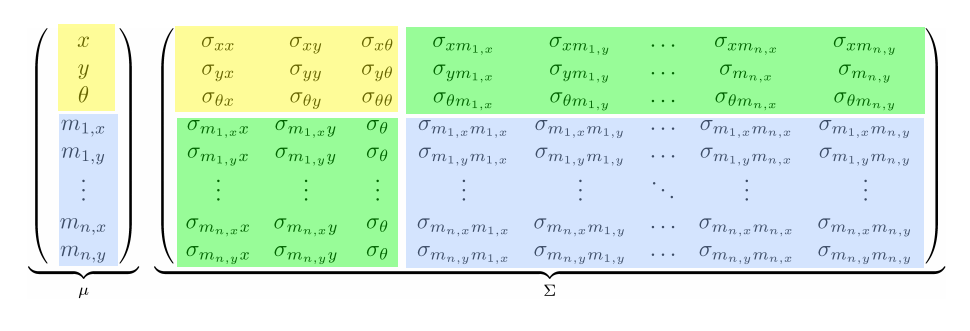 x σ_{xx} σ_{xy} σ_{xθ} σ_{xm_{1,x}} σ_{xm_{1,y}} ⋯ σ_{xm_{n,x}} σ_{xm_{n,y}}
y σ_{yx} σ_{yy} σ_{yθ} σ_{ym_{1,x}} σ_{ym_{1,y}} ⋯ σ_{m_{n,x}} σ_{m_{n,y}}
θ σ_{θx} σ_{θy} σ_{θθ} σ_{θm_{1,x}} σ_{θm_{1,y}} ⋯ σ_{θm_{n,x}} σ_{θm_{n,y}}
m_{1,x} σ_{m_{1,x}x} σ_{m_{1,x}y} σ_θ σ_{m_{1,x}m_{1,x}} σ_{m_{1,x}m_{1,y}} ⋯ σ_{m_{1,x}m_{n,x}} σ_{m_{1,x}m_{n,y}}
m_{1,y} σ_{m_{1,y}x} σ_{m_{1,y}y} σ_θ σ_{m_{1,y}m_{1,x}} σ_{m_{1,y}m_{1,y}} ⋯ σ_{m_{1,y}m_{n,x}} σ_{m_{1,y}m_{n,y}}
⋮ ⋮ ⋮ ⋮ ⋮ ⋮ ⋱ ⋮ ⋮
m_{n,x} σ_{m_{n,x}x} σ_{m_{n,x}y} σ_θ σ_{m_{n,x}m_{1,x}} σ_{m_{n,x}m_{1,y}} ⋯ σ_{m_{n,x}m_{n,x}} σ_{m_{n,x}m_{n,y}}
m_{n,y} σ_{m_{n,y}x} σ_{m_{n,y}y} σ_θ σ_{m_{n,y}m_{1,x}} σ_{m_{n,y}m_{1,y}} ⋯ σ_{m_{n,y}m_{n,x}} σ_{m_{n,y}m_{n,y}}
μ Σ